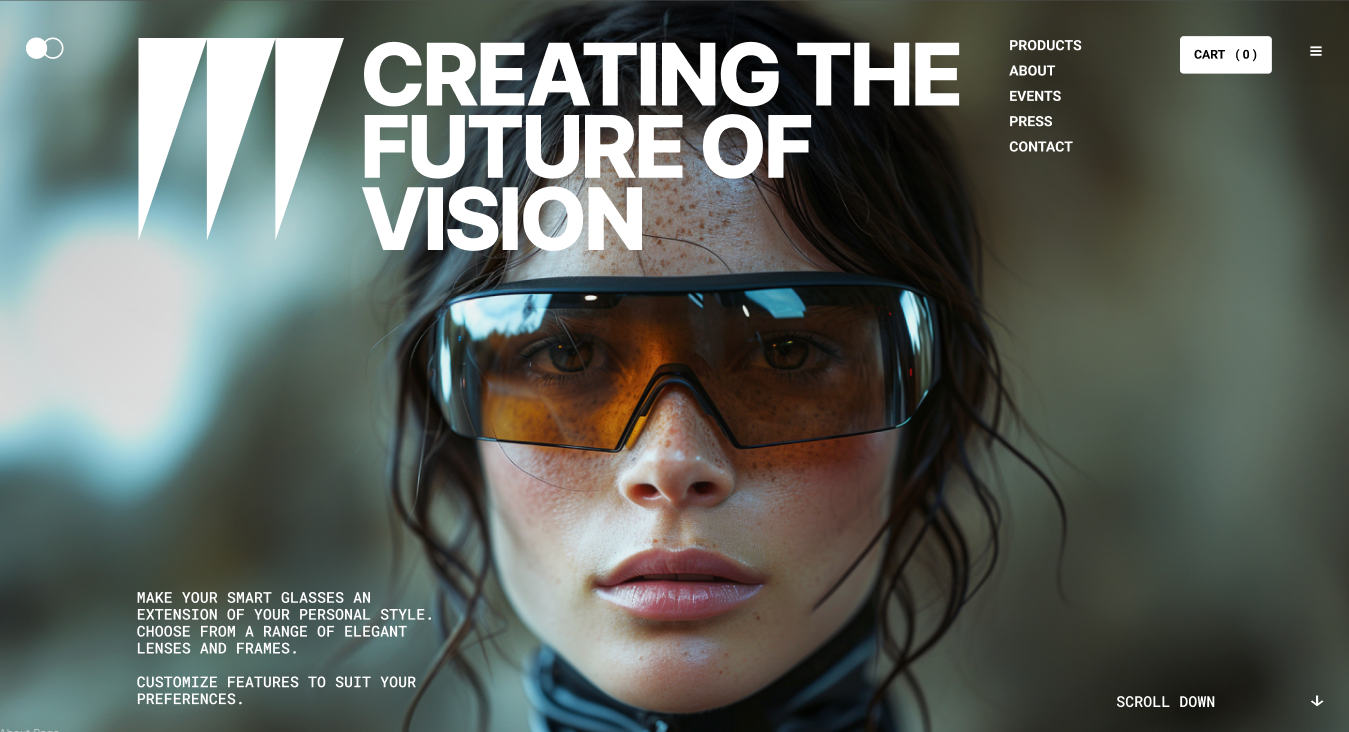 CREATING THE
FUTURE OF
VISION
PRODUCTS
ABOUT
EVENTS
PRESS
CONTACT
CART (0)
MAKE YOUR SMART GLASSES AN
EXTENSION OF YOUR PERSONAL STYLE.
CHOOSE FROM A RANGE OF ELEGANT
LENSES AND FRAMES.
CUSTOMIZE FEATURES TO SUIT YOUR
PREFERENCES.
SCROLL DOWN